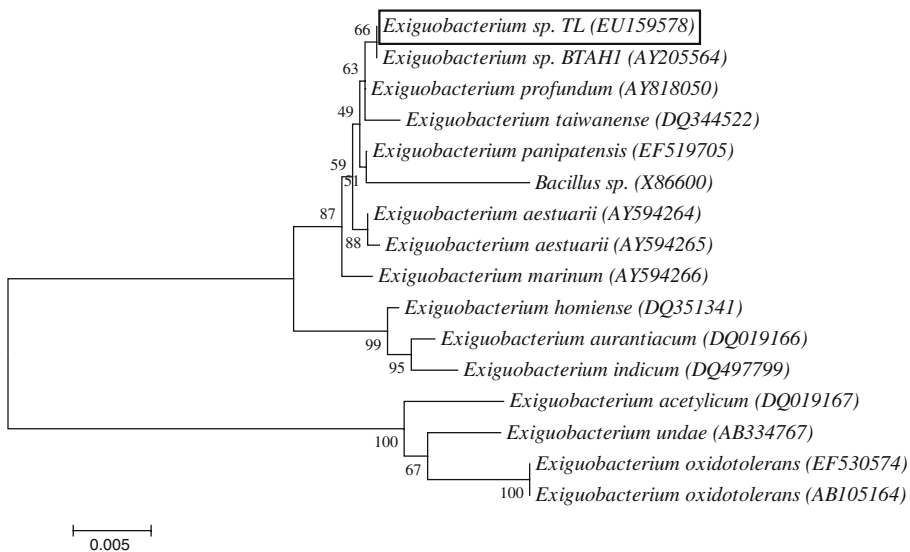 Exiguobacterium sp. TL (EU159578)
66
Exiguobacterium sp. BTAH1 (AY205564)
63
Exiguobacterium profundum (AY818050)
49
Exiguobacterium taiwanense (DQ344522)
Exiguobacterium panipatensis (EF519705)
59
51
Bacillus sp. (X86600)
87
Exiguobacterium aestuarii (AY594264)
88
Exiguobacterium aestuarii (AY594265)
Exiguobacterium marinum (AY594266)
Exiguobacterium homiense (DQ351341)
99
Exiguobacterium aurantiacum (DQ019166)
95
Exiguobacterium indicum (DQ497799)
Exiguobacterium acetylicum (DQ019167)
100
Exiguobacterium undae (AB334767)
67
Exiguobacterium oxidotolerans (EF530574)
100
Exiguobacterium oxidotolerans (AB105164)
0.005